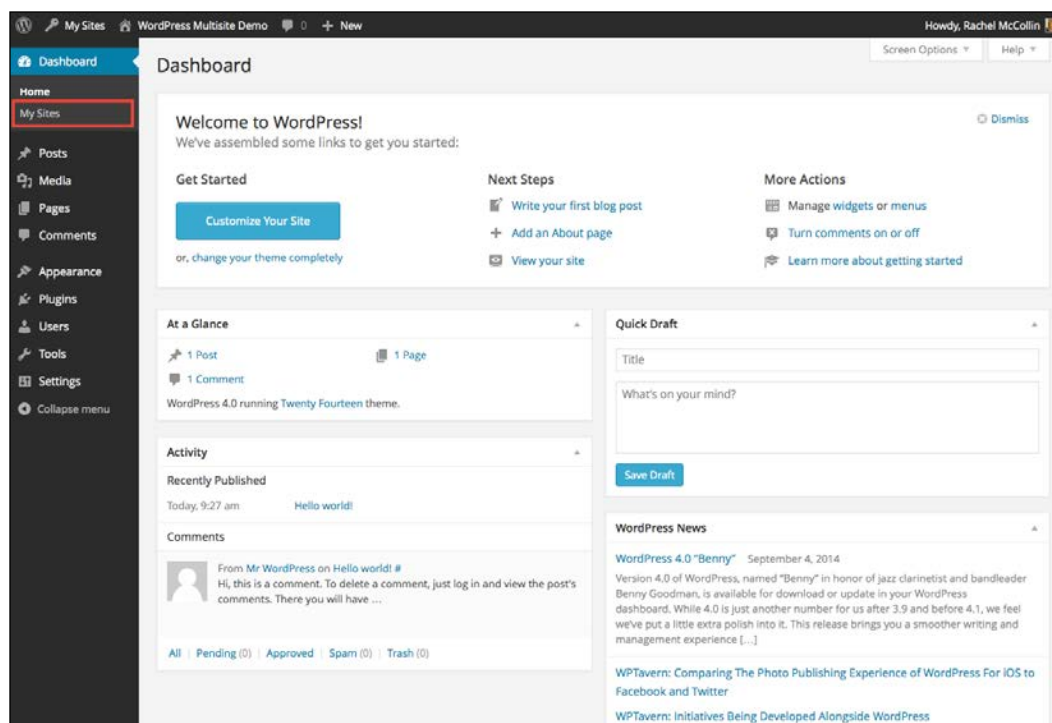 My Sites WordPress Multisite Demo 0 + New Howdy, Rachel McCollin
Screen Options Help
Dashboard
Home
My Sites
Posts
Media
Pages
Comments
Appearance
Plugins
Users
Tools
Settings
Collapse menu
Dashboard
Welcome to WordPress!
We've assembled some links to get you started:
Dismiss
Get Started
Customize Your Site
or, change your theme completely
Next Steps
Write your first blog post
Add an About page
View your site
More Actions
Manage widgets or menus
Turn comments on or off
Learn more about getting started
At a Glance
1 Post 1 Page
1 Comment
WordPress 4.0 running Twenty Fourteen theme.
Activity
Recently Published
Today, 9:27 am Hello world!
Comments
From Mr WordPress on Hello world! #
Hi, this is a comment. To delete a comment, just log in and view the post's
comments. There you will have …
All | Pending (0) | Approved | Spam (0) | Trash (0)
Quick Draft
Title
What's on your mind?
Save Draft
WordPress News
WordPress 4.0 "Benny" September 4, 2014
Version 4.0 of WordPress, named "Benny" in honor of jazz clarinetist and bandleader
Benny Goodman, is available for download or update in your WordPress
dashboard. While 4.0 is just another number for us after 3.9 and before 4.1, we feel
we've put a little extra polish into it. This release brings you a smoother writing and
management experience […]
WPTavern: Comparing The Photo Publishing Experience of WordPress For iOS to
Facebook and Twitter
WPTavern: Initiatives Being Developed Alongside WordPress